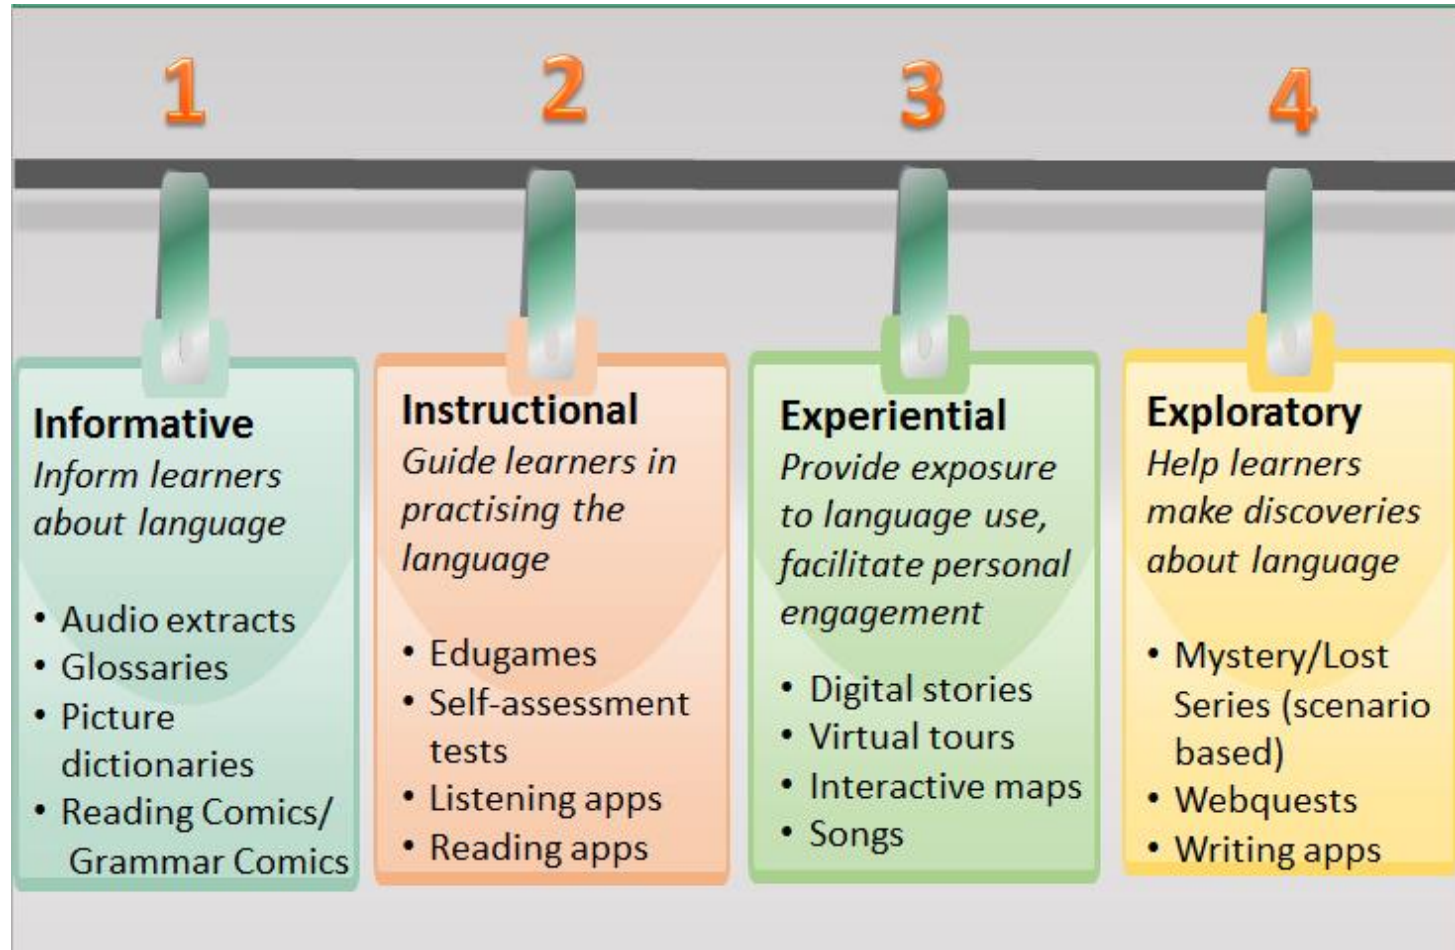 1
2
3
4
Informative
Inform learners
about language
• Audio extracts
• Glossaries
• Picture
dictionaries
• Reading Comics/
Grammar Comics
Instructional
Guide learners in
practising the
language
• Edugames
• Self-assessment
tests
• Listening apps
• Reading apps
Experiential
Provide exposure
to language use,
facilitate personal
engagement
• Digital stories
• Virtual tours
• Interactive maps
• Songs
Exploratory
Help learners
make discoveries
about language
• Mystery/Lost
Series (scenario
based)
• Webquests
• Writing apps